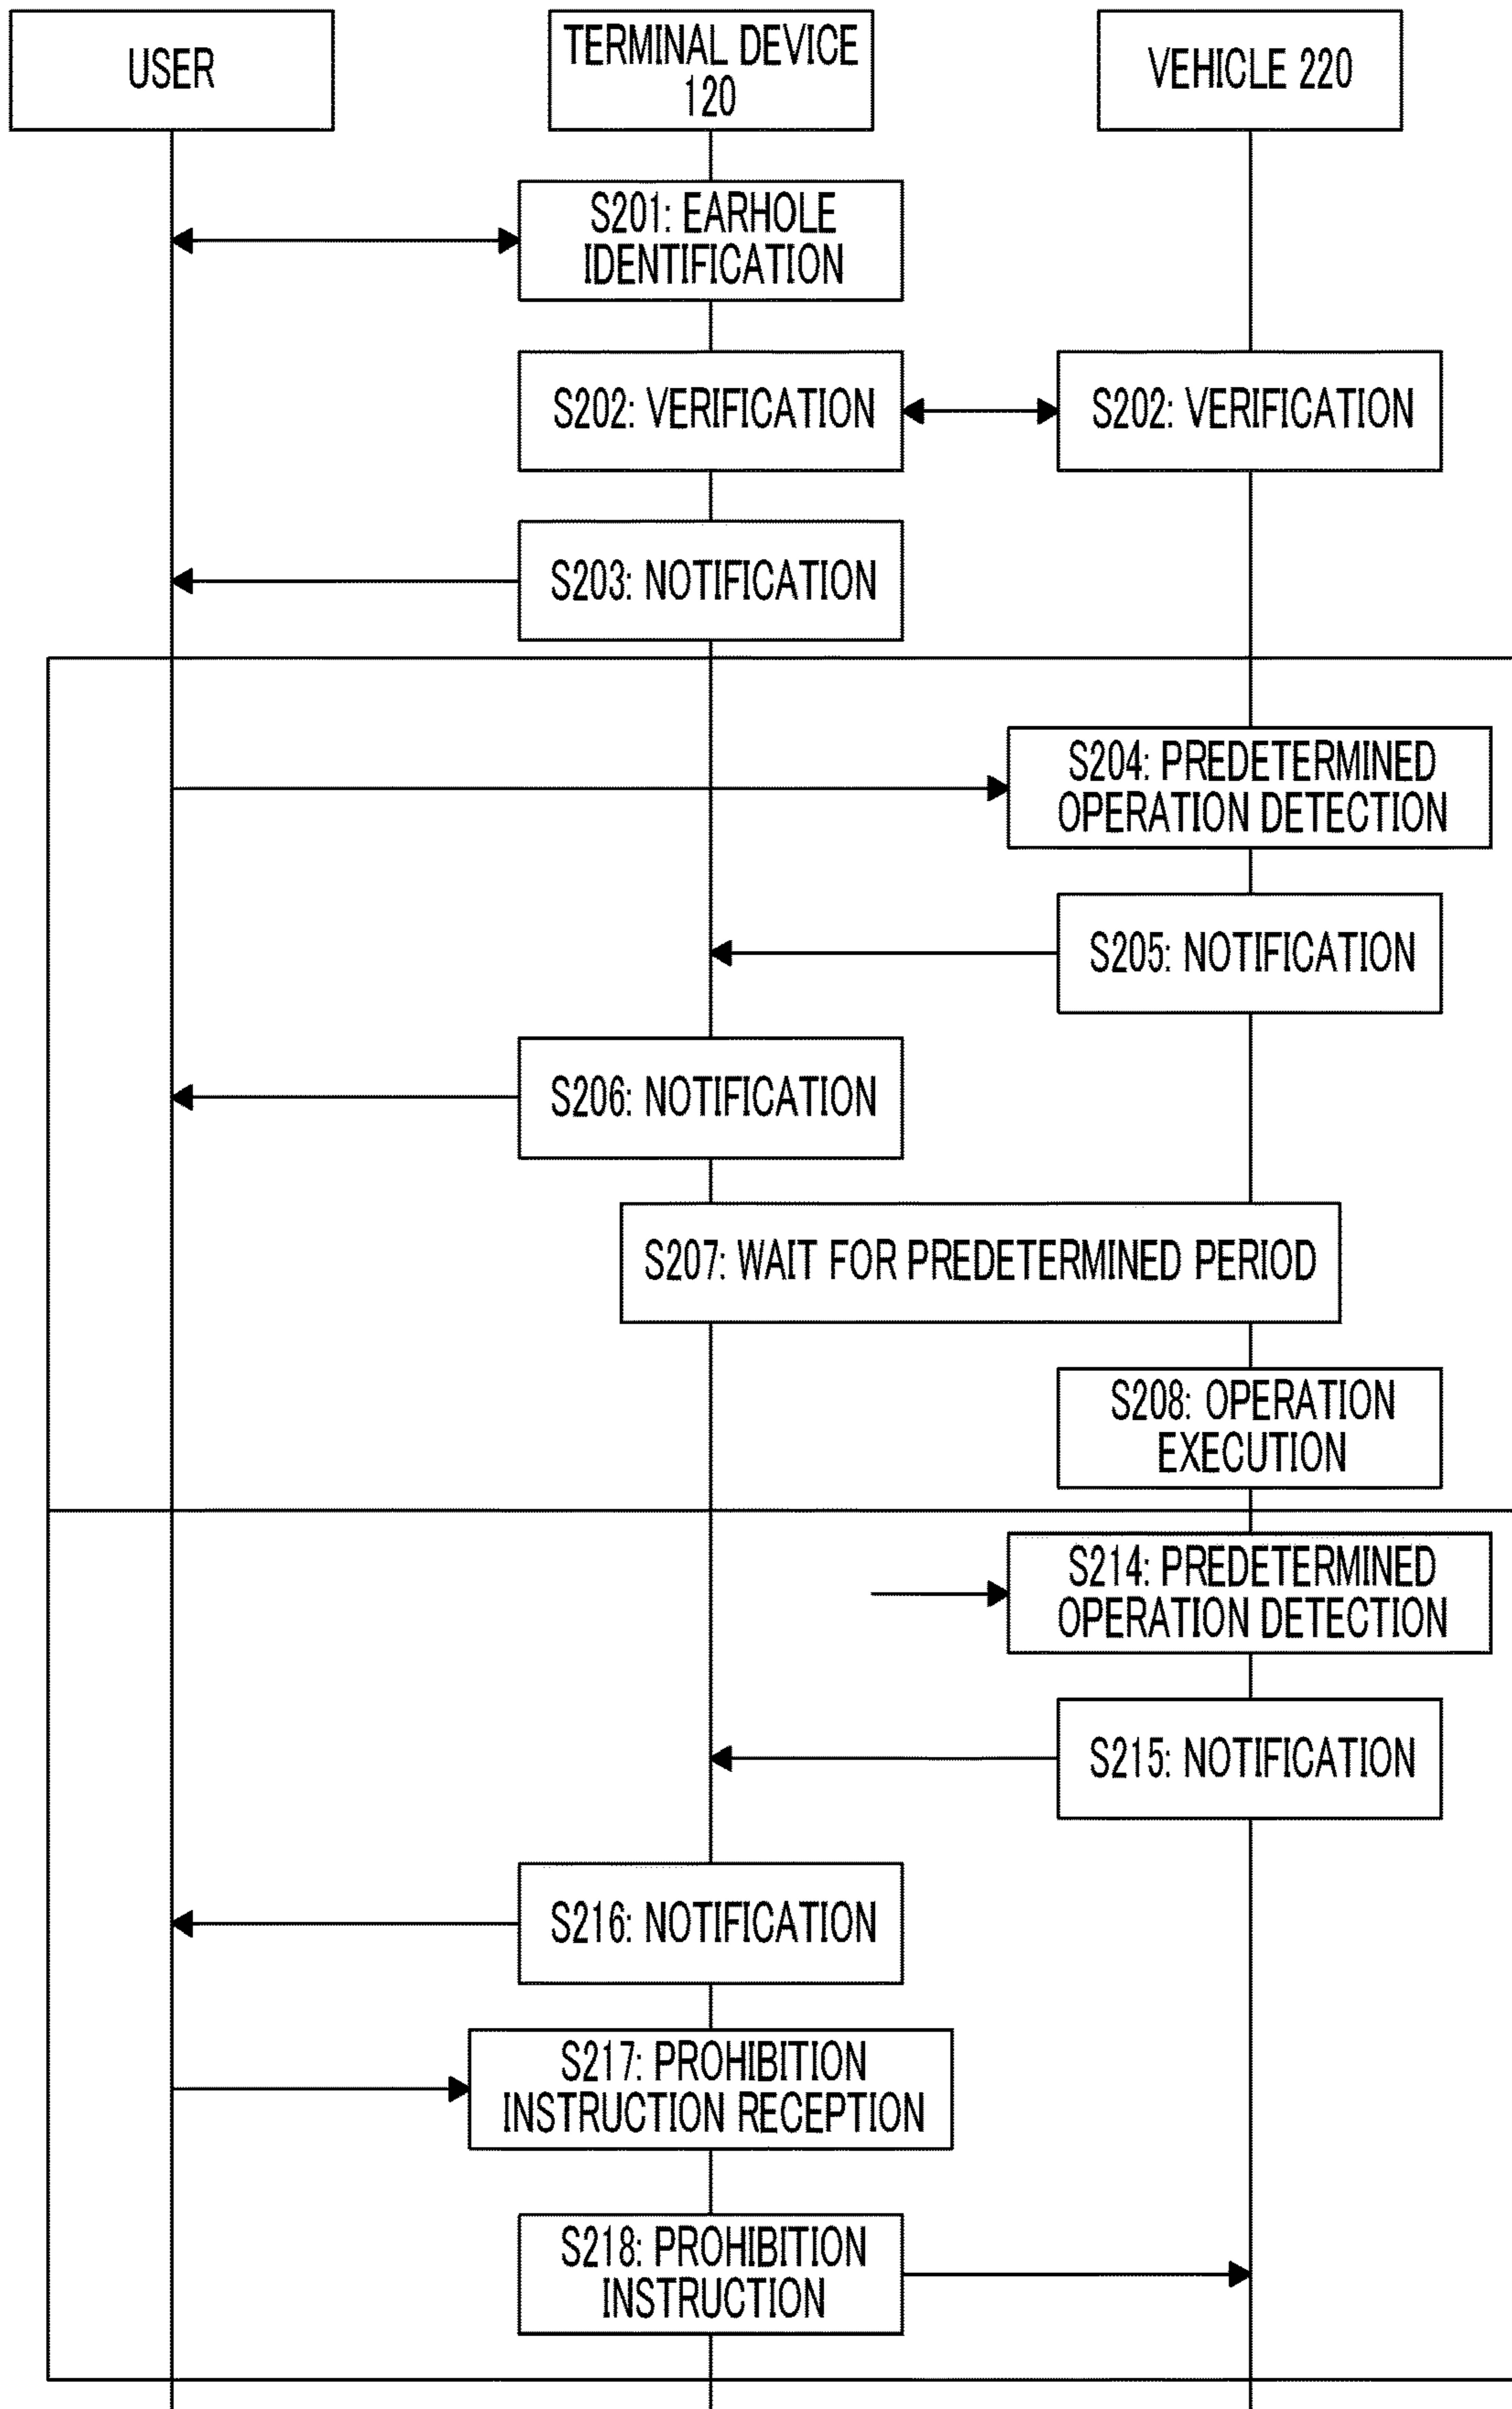 USER
TERMINAL DEVICE
120
VEHICLE 220
S201: EARHOLE
IDENTIFICATION
S202: VERIFICATION
S202: VERIFICATION
S203: NOTIFICATION
S204: PREDETERMINED
OPERATION DETECTION
S205: NOTIFICATION
S206: NOTIFICATION
S207: WAIT FOR PREDETERMINED PERIOD
S208: OPERATION
EXECUTION
S214: PREDETERMINED
OPERATION DETECTION
S215: NOTIFICATION
S216: NOTIFICATION
S217: PROHIBITION
INSTRUCTION RECEPTION
S218: PROHIBITION
INSTRUCTION